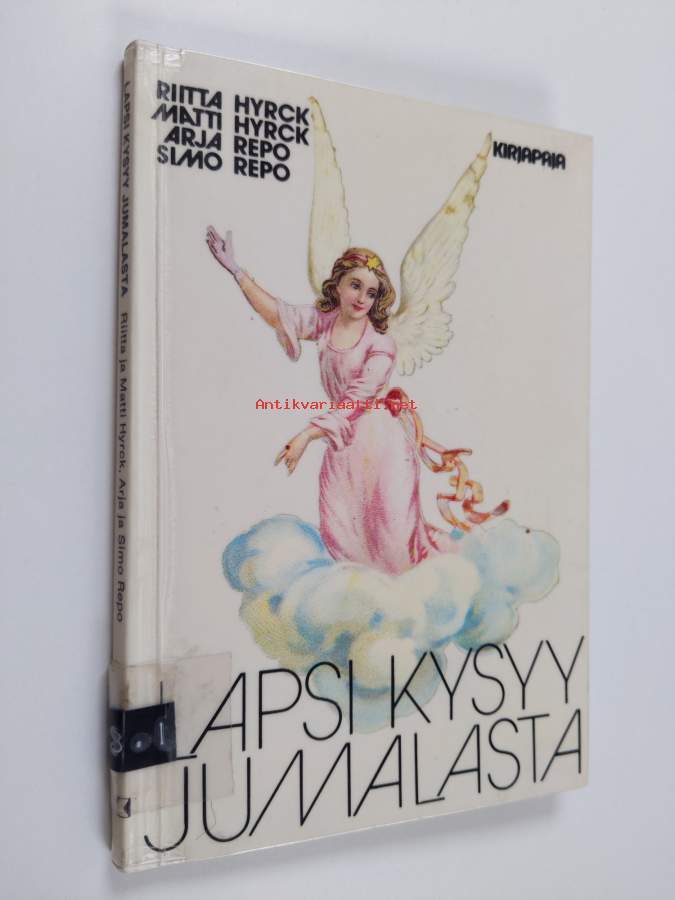 RIITTA HYRCK
MATTI HYRCK
ARJA REPO
SIMO REPO
KIRJAPAJA
Antikvariaatti.net
LAPSI KYSYY
JUMALASTA
LAPSI KYSYY JUMALASTA Riitta ja Matti Hyrck, Arja ja Simo Repo